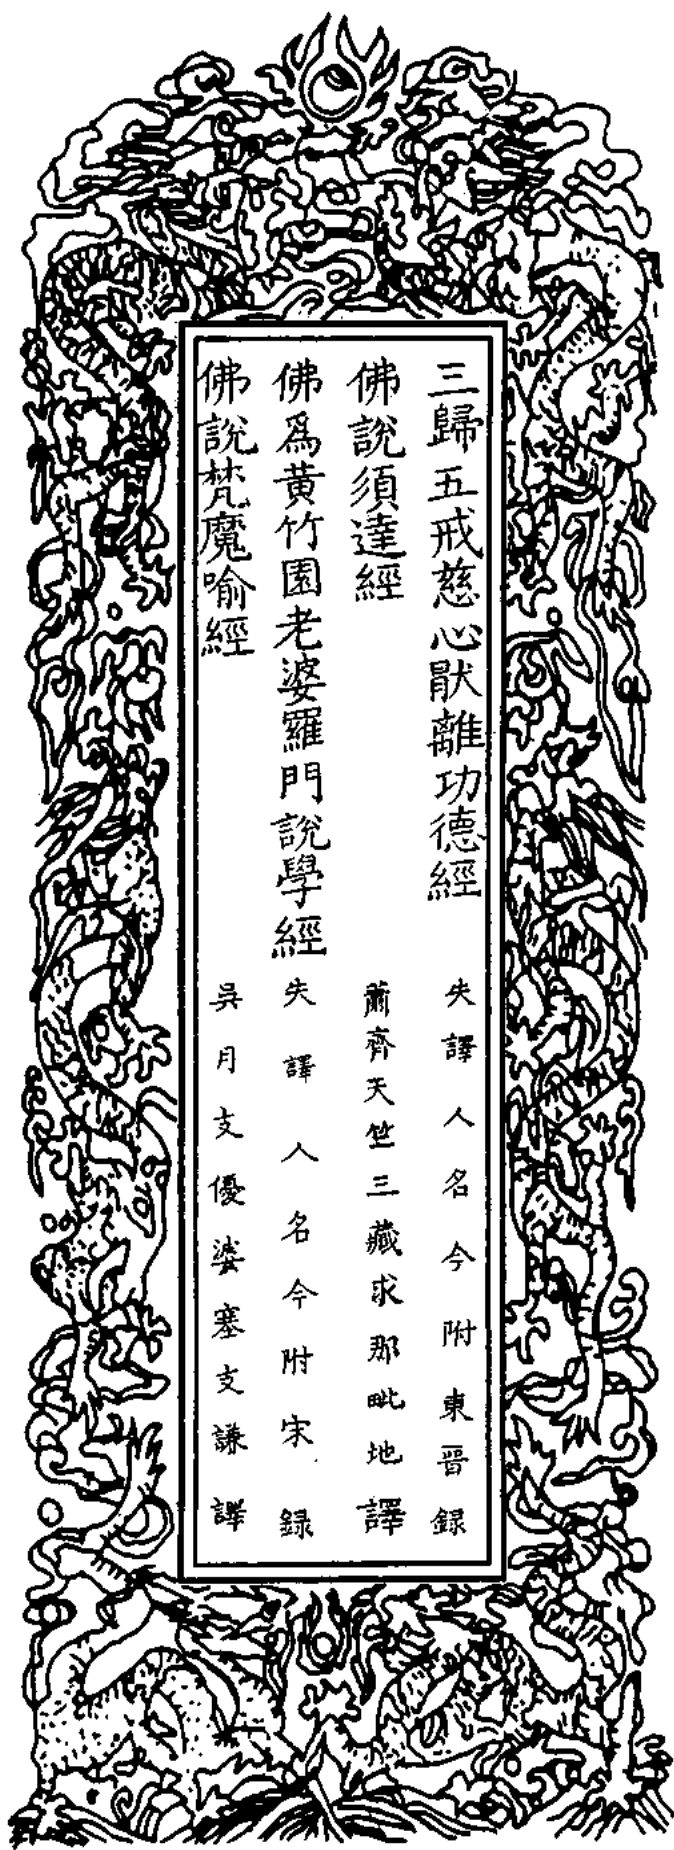 三歸五戒慈心猒離功德經 失譯人名今附東晉錄
佛說須達經 蕭齊天竺三藏求那毗地譯
佛爲黃竹園老婆羅門說學經 失譯人名今附宋錄
佛說梵魔喻經 吳月支優婆塞支謙譯